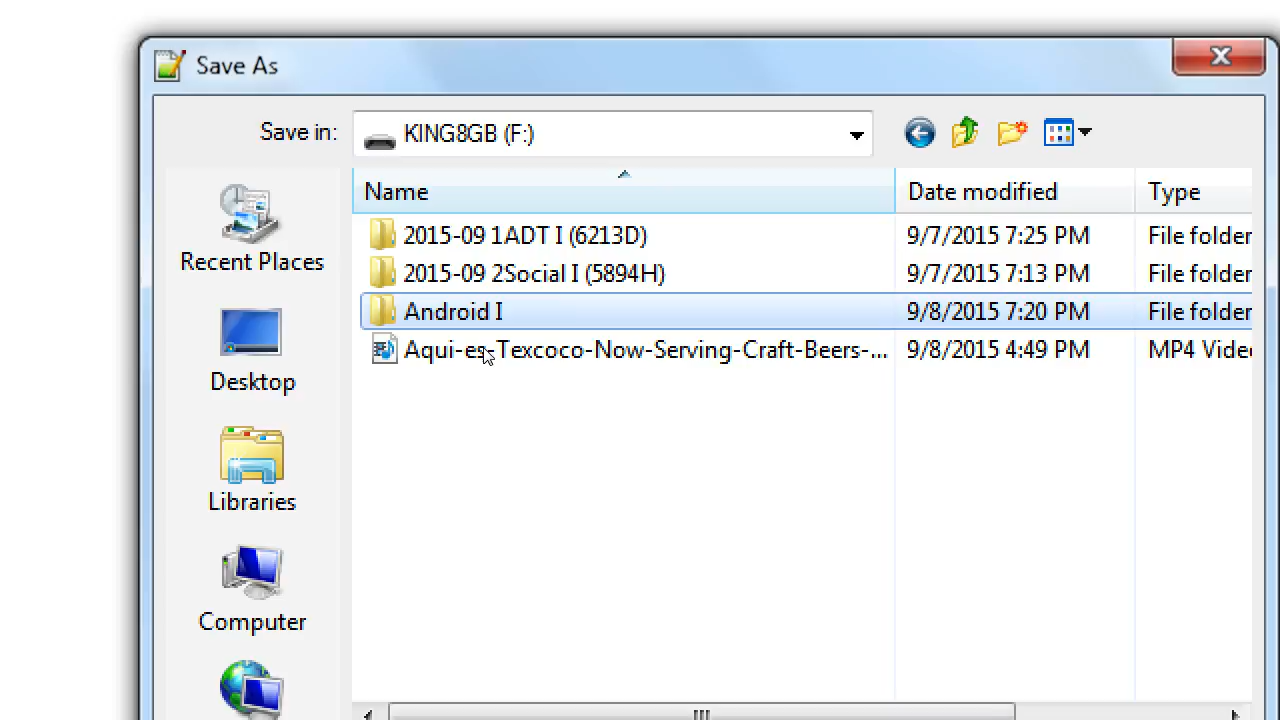 Save As
Save in: KING8GB (F:)
Name Date modified Type
2015-09 1ADT I (6213D) 9/7/2015 7:25 PM File folder
2015-09 2Social I (5894H) 9/7/2015 7:13 PM File folder
Android I 9/8/2015 7:20 PM File folder
Aqui-es-Texcoco-Now-Serving-Craft-Beers-... 9/8/2015 4:49 PM MP4 Video
Recent Places
Desktop
Libraries
Computer